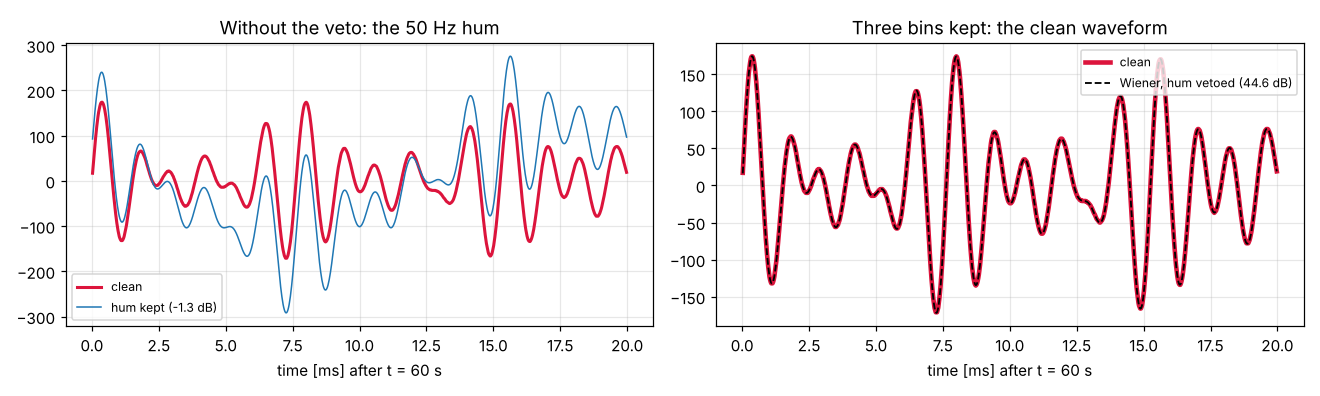 Without the veto: the 50 Hz hum
300
200
100
0
−100
−200
−300
clean
hum kept (-1.3 dB)
0.0 2.5 5.0 7.5 10.0 12.5 15.0 17.5 20.0
time [ms] after t = 60 s
Three bins kept: the clean waveform
150
100
50
0
−50
−100
−150
clean
Wiener, hum vetoed (44.6 dB)
0.0 2.5 5.0 7.5 10.0 12.5 15.0 17.5 20.0
time [ms] after t = 60 s